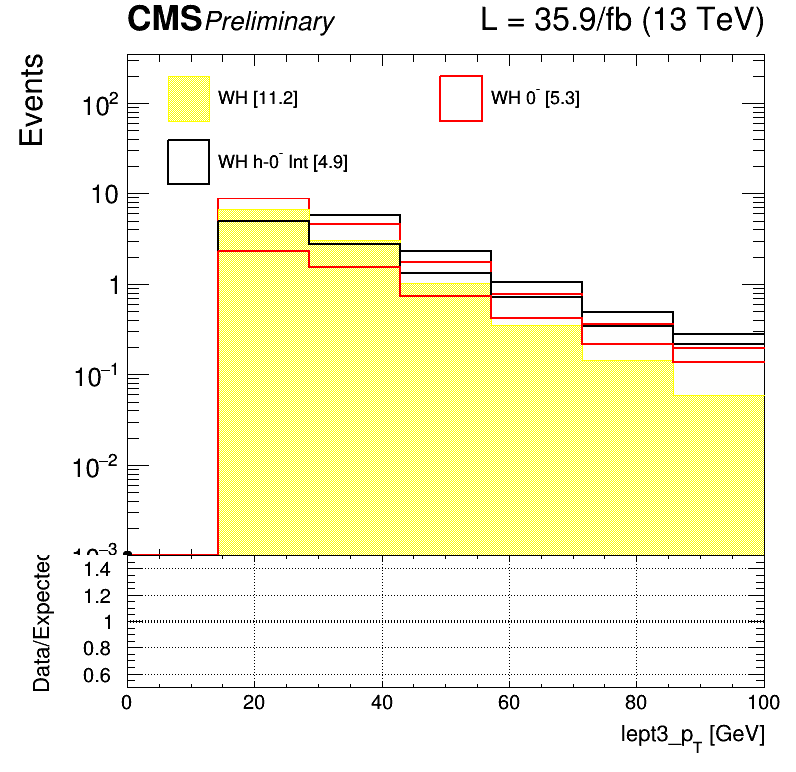 CMS Preliminary L = 35.9/fb (13 TeV)
Events
WH [11.2]
WH 0⁻ [5.3]
WH h-0⁻ Int [4.9]
10²
10
1
10⁻¹
10⁻²
10⁻³
Data/Expected
1.4
1.2
1
0.8
0.6
0 20 40 60 80 100
lept3_p_T [GeV]